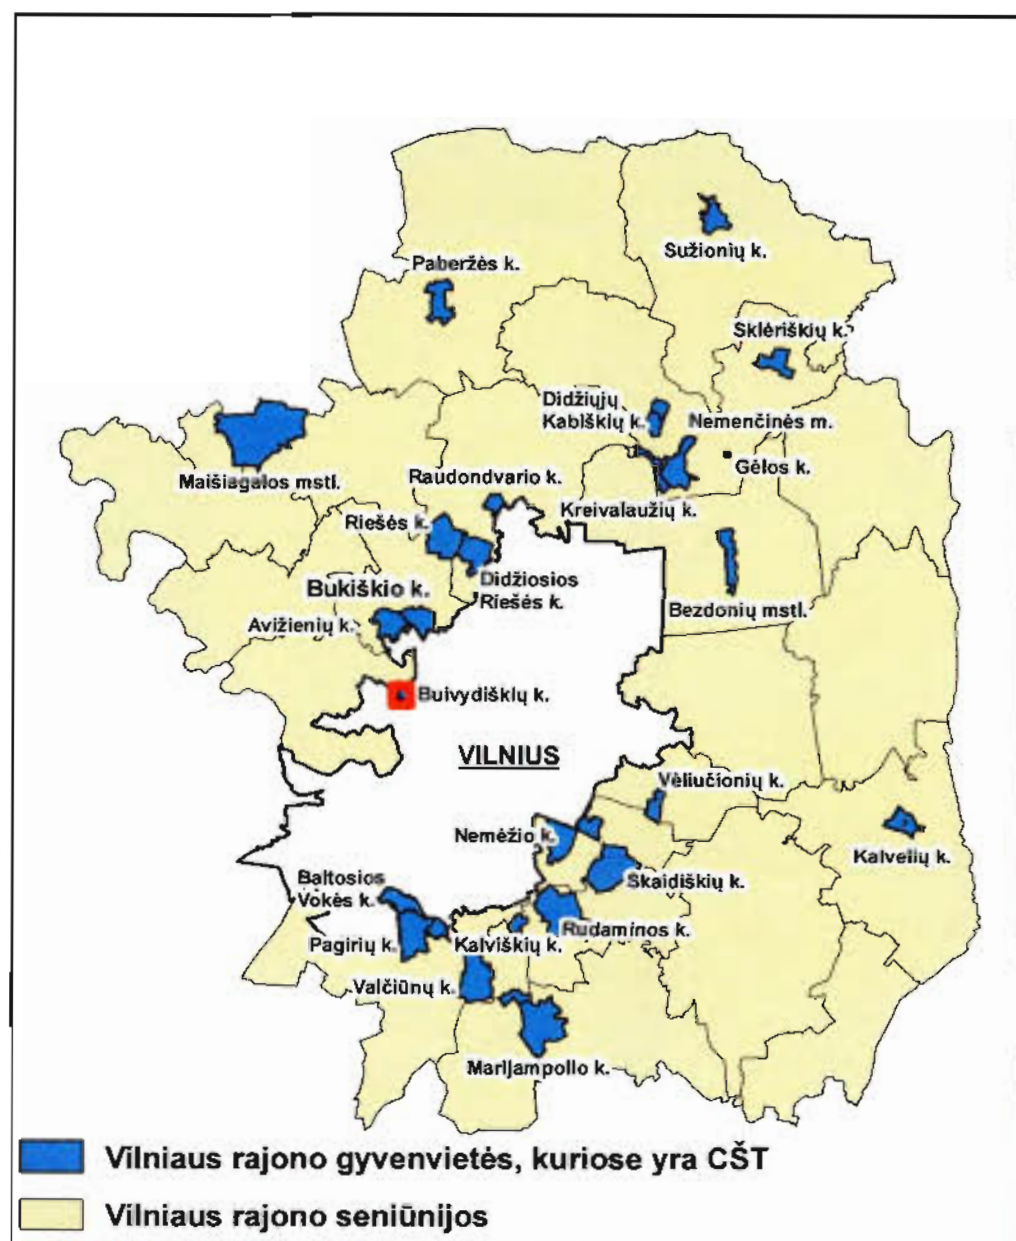 Sužionių k.
Paberžės k.
Sklėriškių k.
Didžiųjų
Kabiškių k.
Nemenčinės m.
Gėlos k.
Maišiagalos mstl.
Raudondvario k.
Kreivalaužių k.
Riešės k.
Didžiosios
Riešės k.
Bukiškio k.
Bezdonių mstl.
Avižienių k.
Buivydiškių k.
VILNIUS
Vėliučionių k.
Nemėžio k.
Kalvelių k.
Baltosios
Vokės k.
Skaidiškių k.
Rudaminos k.
Pagirių k.
Kalviškių k.
Valčiūnų k.
Marijampolio k.
Vilniaus rajono gyvenvietės, kuriose yra CŠT
Vilniaus rajono seniūnijos